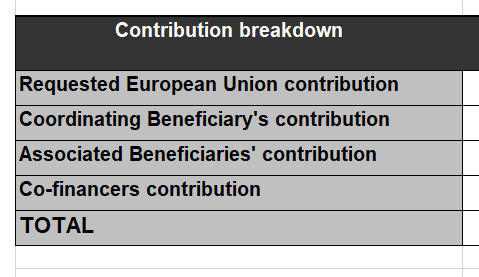 Contribution breakdown
Requested European Union contribution
Coordinating Beneficiary's contribution
Associated Beneficiaries' contribution
Co-financers contribution
TOTAL